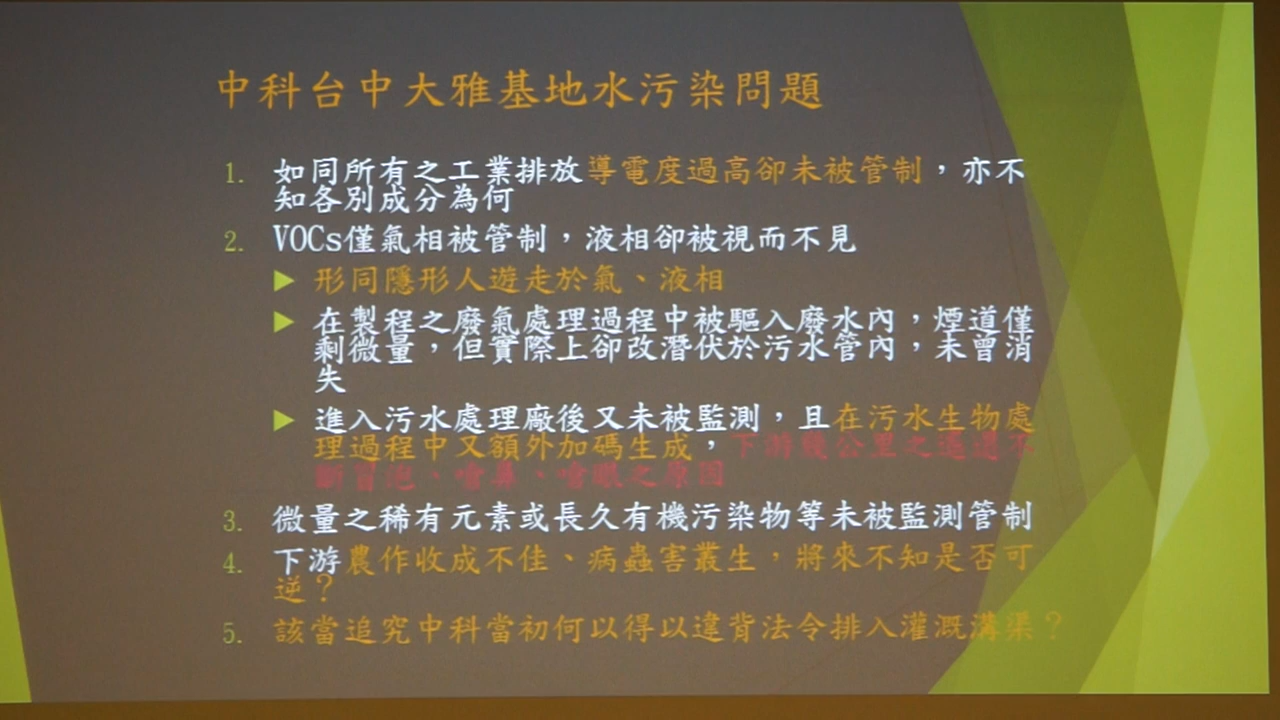 中科台中大雅基地水污染問題
1. 如同所有之工業排放導電度過高卻未被管制，亦不
知各別成分為何
2. VOCs僅氣相被管制，液相卻被視而不見
▶ 形同隱形人遊走於氣、液相
▶ 在製程之廢氣處理過程中被驅入廢水內，煙道僅
剩微量，但實際上卻改潛伏於污水管內，未曾消
失
▶ 進入污水處理廠後又未被監測，且在污水生物處
理過程中又額外加碼生成，下游幾公里之遙還不
斷冒泡、嗆鼻、嗆眼之原因
3. 微量之稀有元素或長久有機污染物等未被監測管制
4. 下游農作收成不佳、病蟲害叢生，將來不知是否可
逆？
5. 該當追究中科當初何以得以違背法令排入灌溉溝渠？